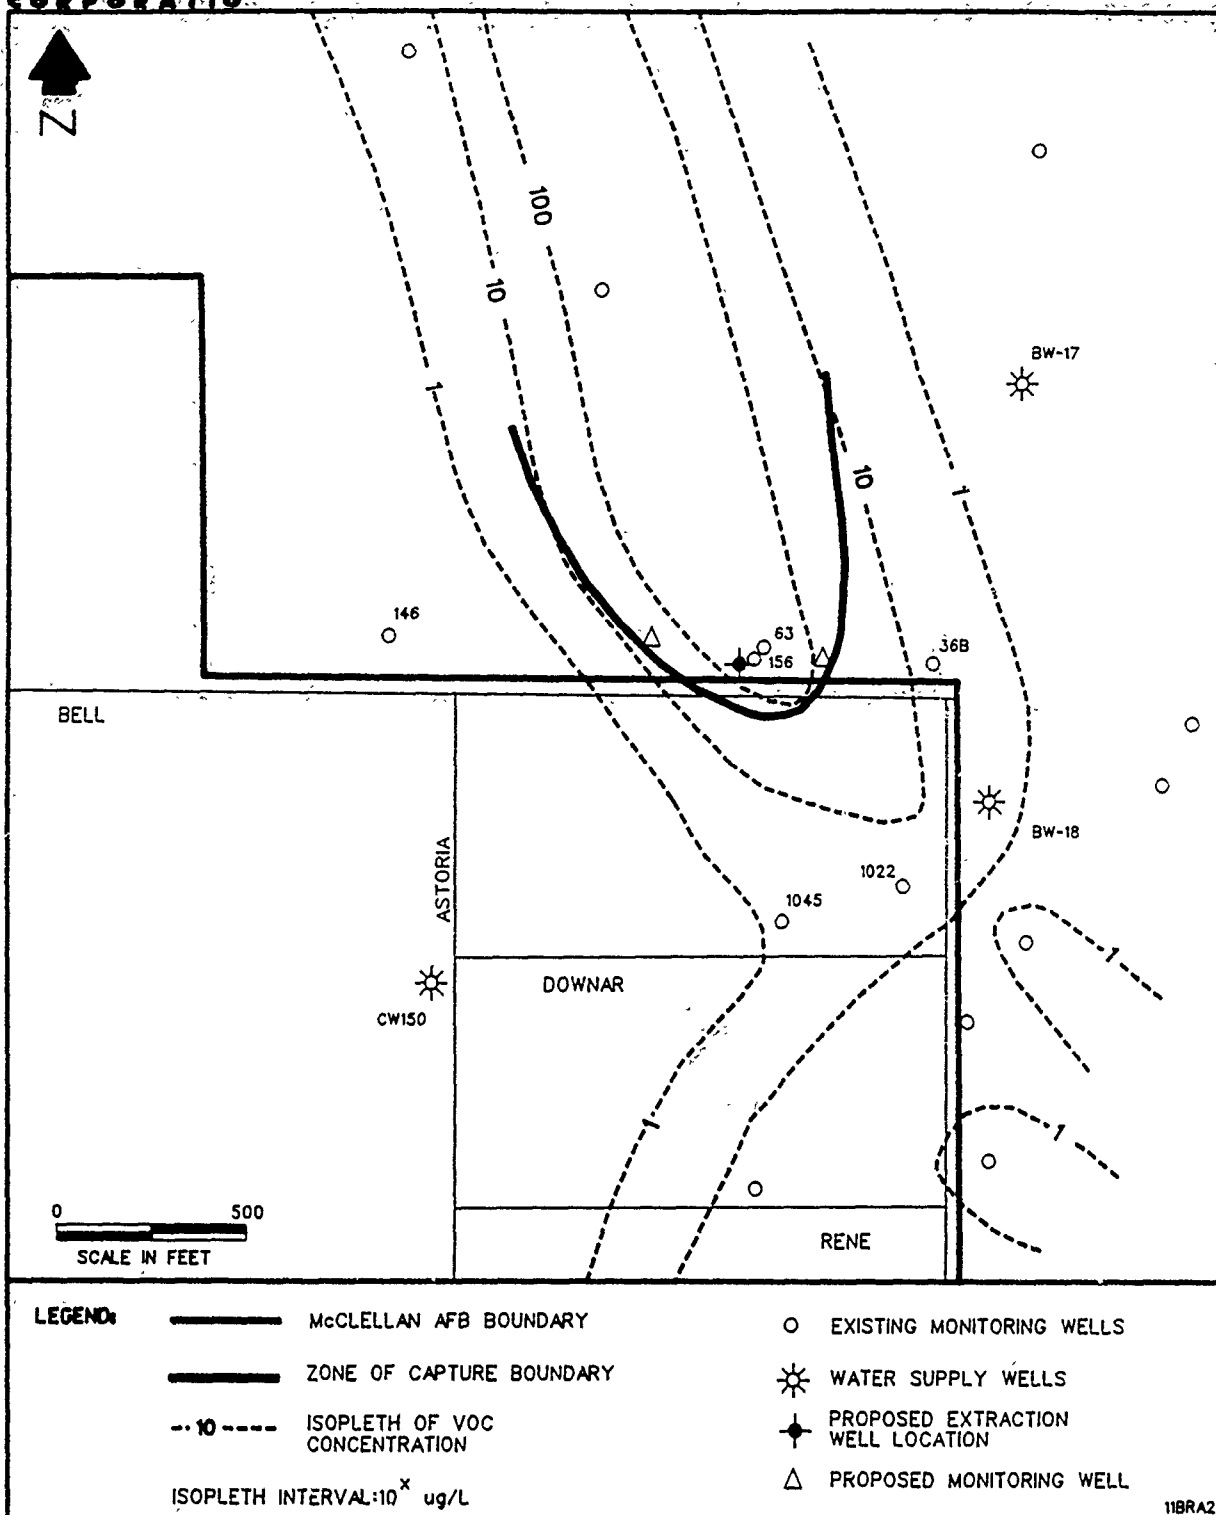 CORPORATIO
N
100
10
BW-17
1
10
1
146
63
156
36B
BELL
BW-18
ASTORIA
1022
1045
1
DOWNAR
CW150
1
1
0 500
SCALE IN FEET
RENE
LEGEND:
McCLELLAN AFB BOUNDARY
ZONE OF CAPTURE BOUNDARY
10
ISOPLETH OF VOC
CONCENTRATION
ISOPLETH INTERVAL:10^x ug/L
EXISTING MONITORING WELLS
WATER SUPPLY WELLS
PROPOSED EXTRACTION
WELL LOCATION
PROPOSED MONITORING WELL
11BRA2